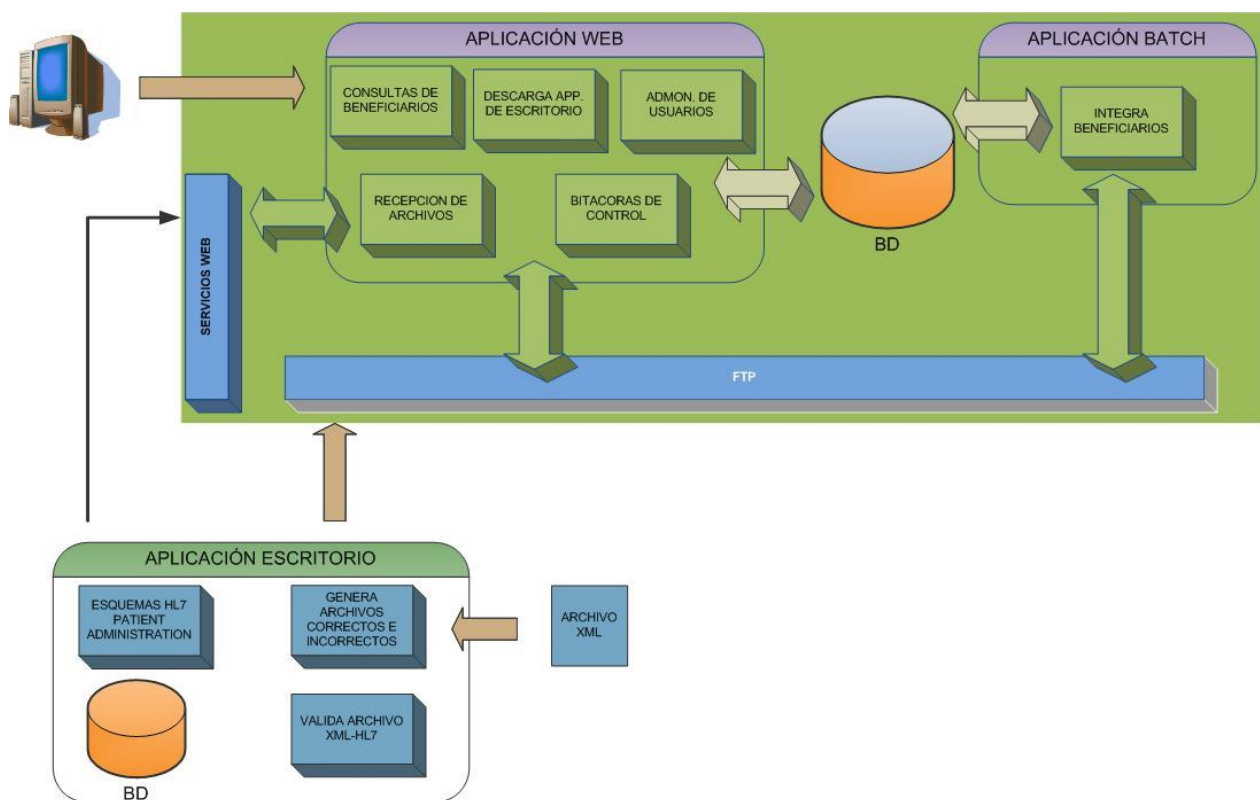 APLICACIÓN WEB
CONSULTAS DE
BENEFICIARIOS
DESCARGA APP.
DE ESCRITORIO
ADMON. DE
USUARIOS
RECEPCION DE
ARCHIVOS
BITACORAS DE
CONTROL
BD
APLICACIÓN BATCH
INTEGRA
BENEFICIARIOS
SERVICIOS WEB
FTP
APLICACIÓN ESCRITORIO
ESQUEMAS HL7
PATIENT
ADMINISTRATION
GENERA
ARCHIVOS
CORRECTOS E
INCORRECTOS
ARCHIVO
XML
VALIDA ARCHIVO
XML-HL7
BD